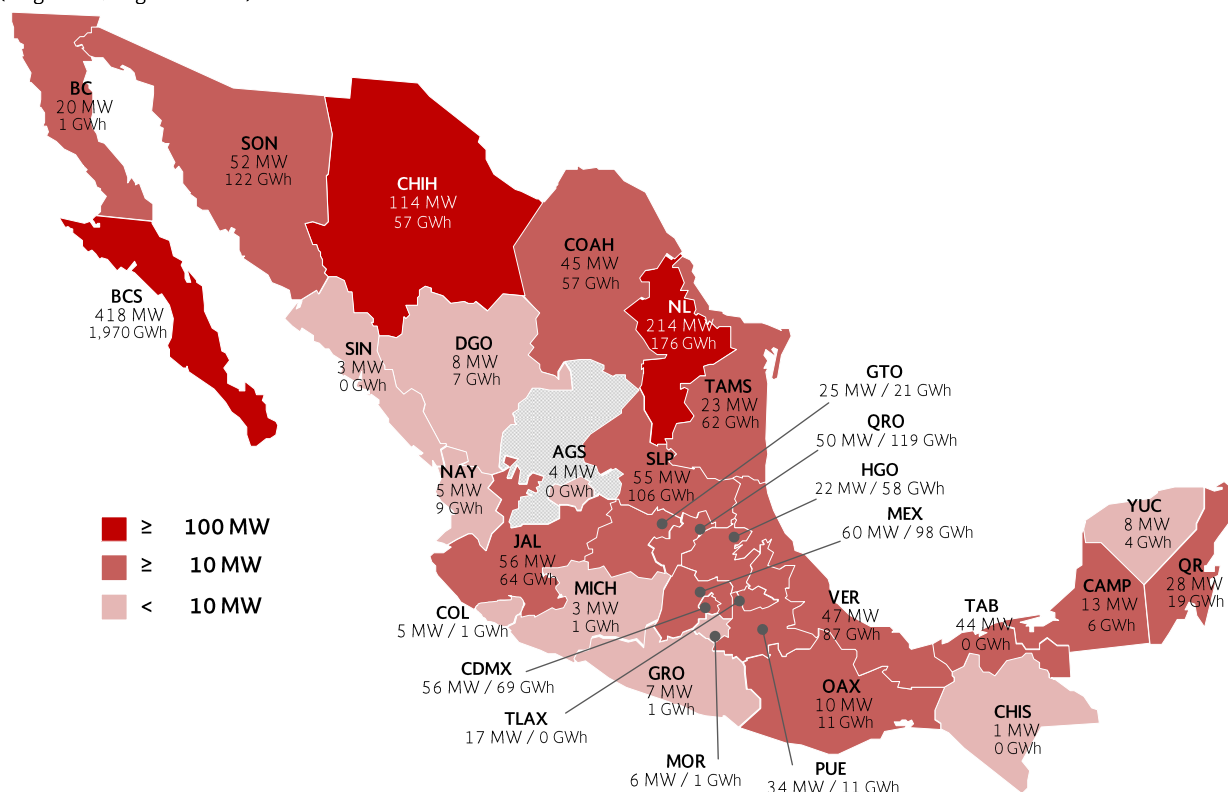 BC
20 MW
1 GWh
SON
52 MW
122 GWh
CHIH
114 MW
57 GWh
COAH
45 MW
57 GWh
BCS
418 MW
1,970 GWh
NL
214 MW
176 GWh
SIN
3 MW
0 GWh
DGO
8 MW
7 GWh
TAMS
23 MW
62 GWh
GTO
25 MW / 21 GWh
QRO
50 MW / 119 GWh
HGO
22 MW / 58 GWh
MEX
60 MW / 98 GWh
AGS
4 MW
0 GWh
SLP
55 MW
106 GWh
NAY
5 MW
9 GWh
YUC
8 MW
4 GWh
≥ 100 MW
≥ 10 MW
< 10 MW
JAL
56 MW
64 GWh
MICH
3 MW
1 GWh
QR
28 MW
19 GWh
CAMP
13 MW
6 GWh
COL
5 MW / 1 GWh
VER
47 MW
87 GWh
TAB
44 MW
0 GWh
CDMX
56 MW / 69 GWh
GRO
7 MW
1 GWh
OAX
10 MW
11 GWh
TLAX
17 MW / 0 GWh
CHIS
1 MW
0 GWh
MOR
6 MW / 1 GWh
PUE
34 MW / 11 GWh